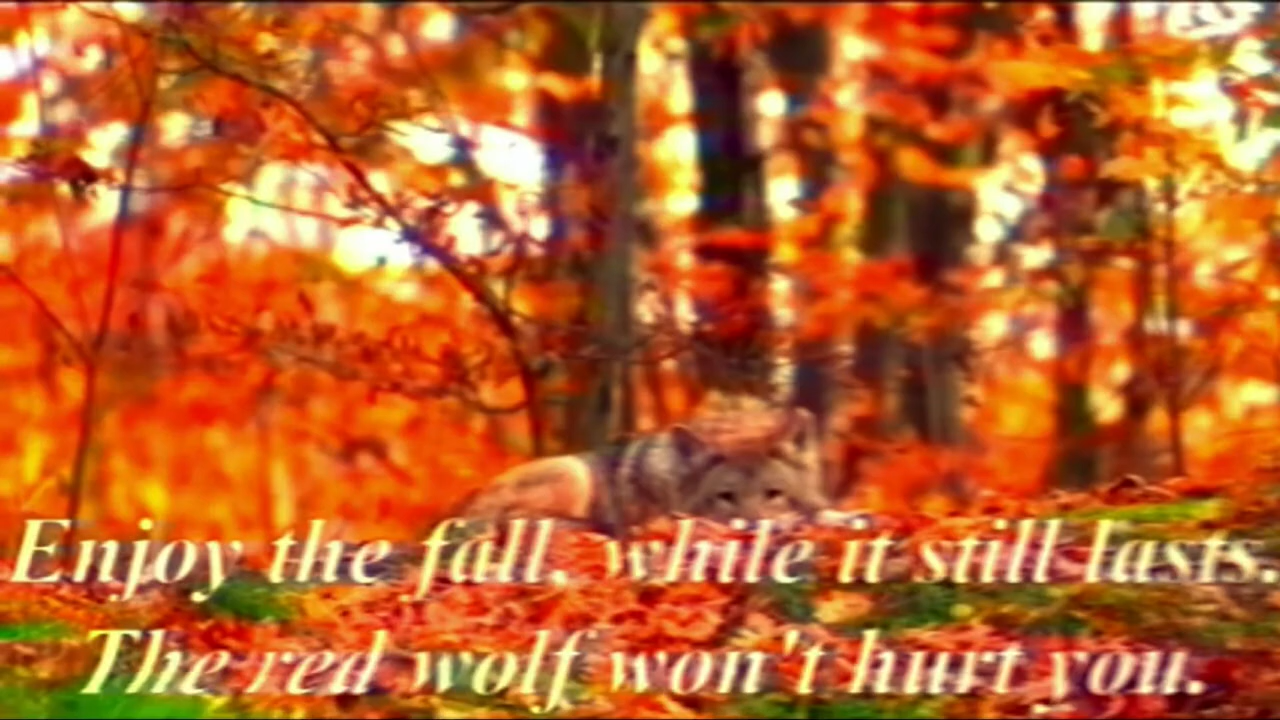 Enjoy the fall, while it still lasts.
The red wolf won't hurt you.